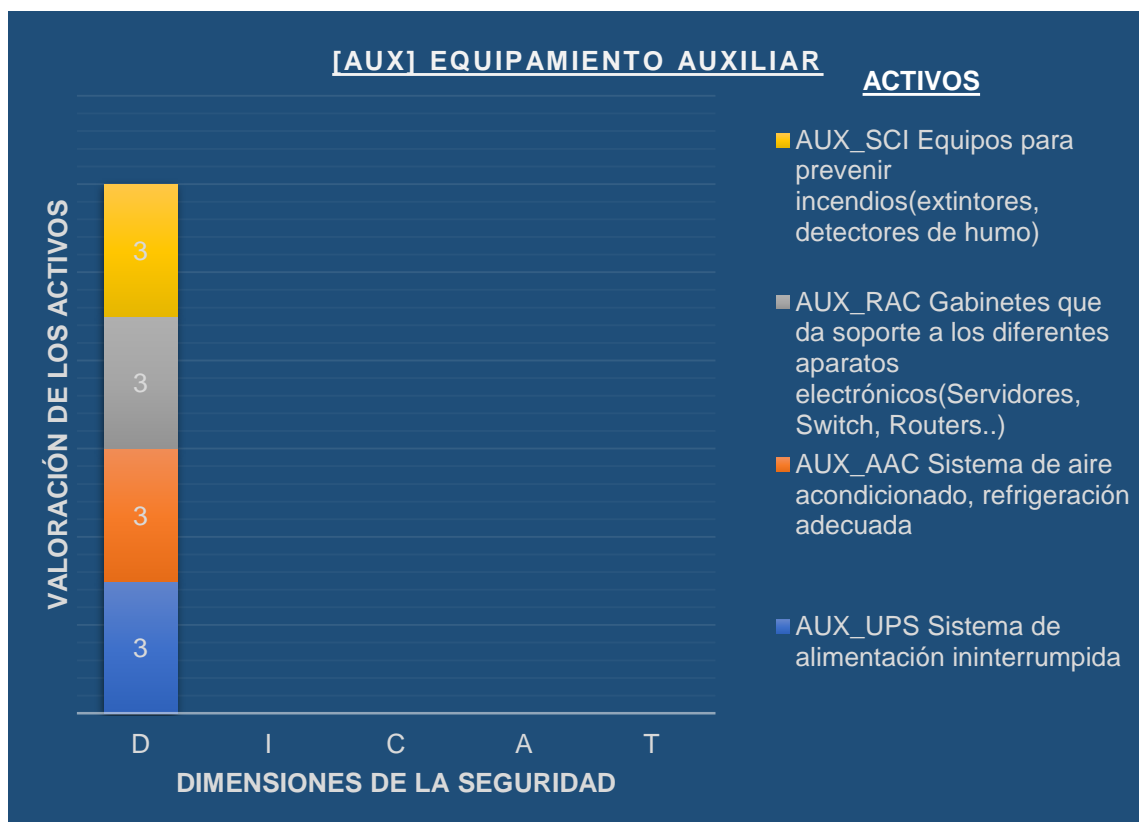 [AUX] EQUIPAMIENTO AUXILIAR
ACTIVOS
VALORACIÓN DE LOS ACTIVOS
3
3
3
3
D I C A T
DIMENSIONES DE LA SEGURIDAD
AUX_SCI Equipos para
prevenir
incendios(extintores,
detectores de humo)
AUX_RAC Gabinetes que
da soporte a los diferentes
aparatos
electrónicos(Servidores,
Switch, Routers..)
AUX_AAC Sistema de aire
acondicionado, refrigeración
adecuada
AUX_UPS Sistema de
alimentación ininterrumpida